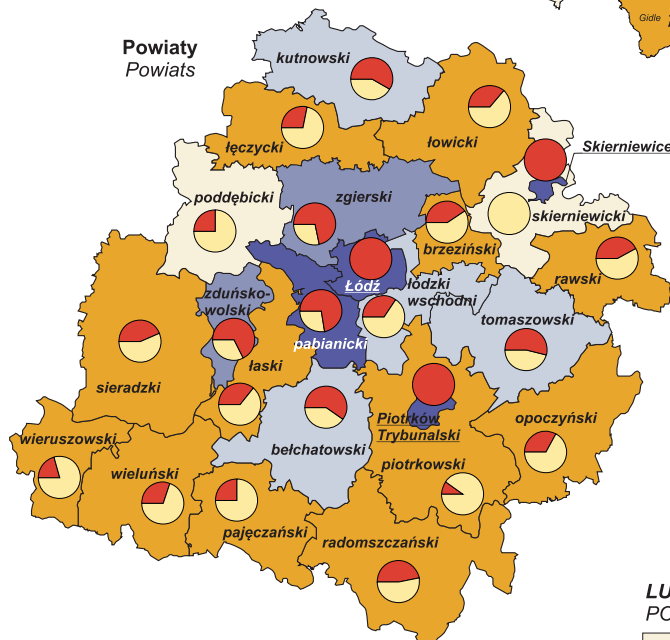 Gidle
Powiaty
Powiats
kutnowski
łęczycki
łowicki
Skierniewice
poddębicki
zgierski
skierniewicki
brzeziński
rawski
zduńsko-
wolski
Łódź
łódzki
wschodni
tomaszowski
pabianicki
łaski
sieradzki
Piotrków
Trybunalski
opoczyński
wieruszowski
bełchatowski
piotrkowski
wieluński
pajęczański
radomszczański
LU
PO